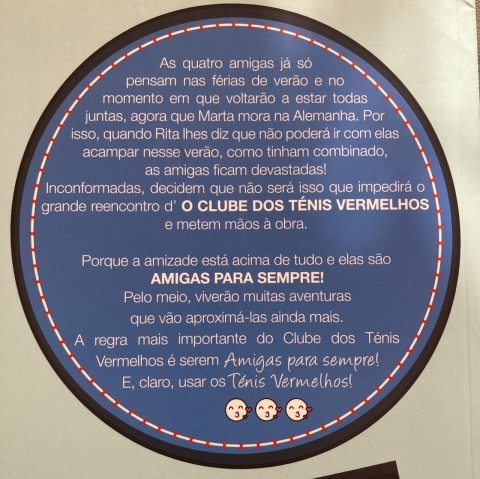 As quatro amigas já só
pensam nas férias de verão e no
momento em que voltarão a estar todas
juntas, agora que Marta mora na Alemanha. Por
isso, quando Rita lhes diz que não poderá ir com elas
acampar nesse verão, como tinham combinado,
as amigas ficam devastadas!
Inconformadas, decidem que não será isso que impedirá o
grande reencontro d' O CLUBE DOS TÉNIS VERMELHOS
e metem mãos à obra.
Porque a amizade está acima de tudo e elas são
AMIGAS PARA SEMPRE!
Pelo meio, viverão muitas aventuras
que vão aproximá-las ainda mais.
A regra mais importante do Clube dos Ténis
Vermelhos é serem Amigas para sempre!
E, claro, usar os Ténis Vermelhos!